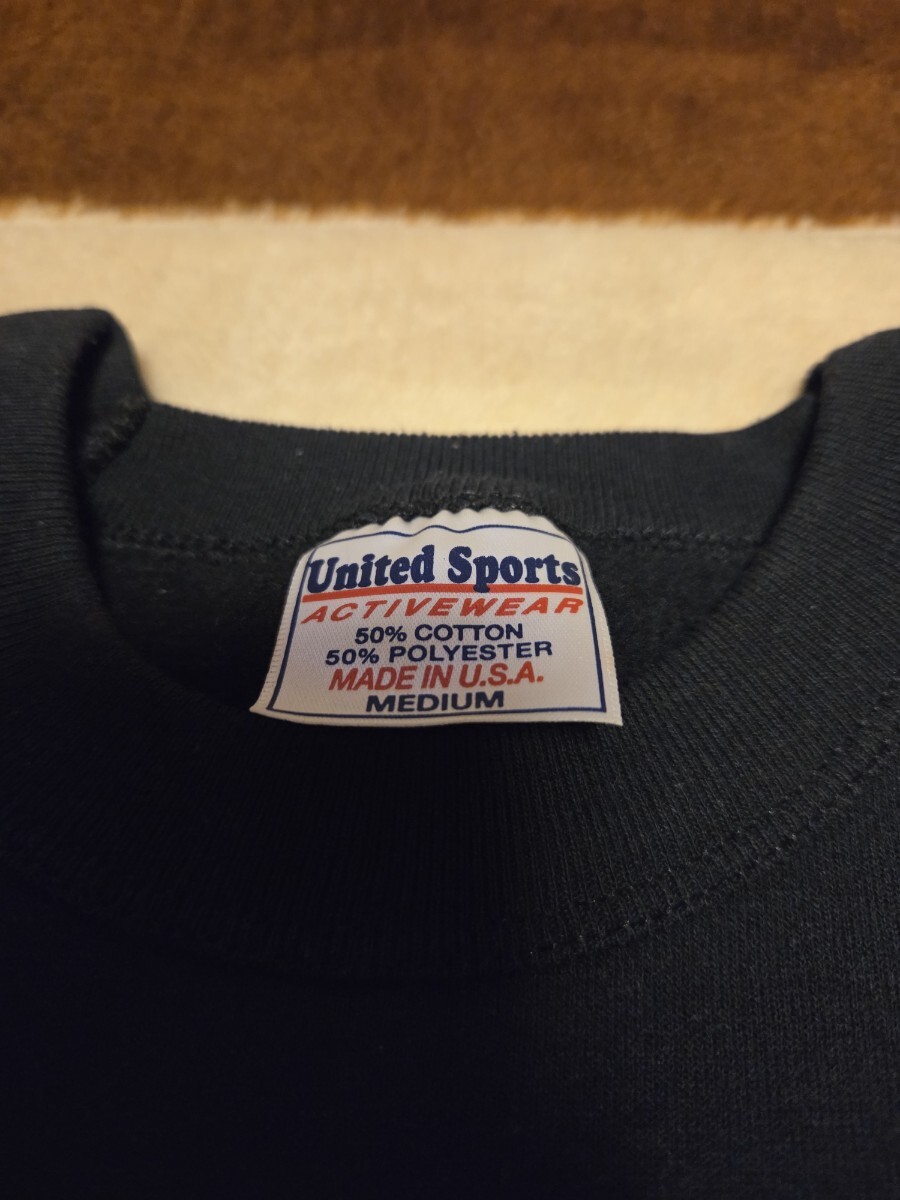 United Sports
ACTIVEWEAR
50% COTTON
50% POLYESTER
MADE IN U.S.A.
MEDIUM